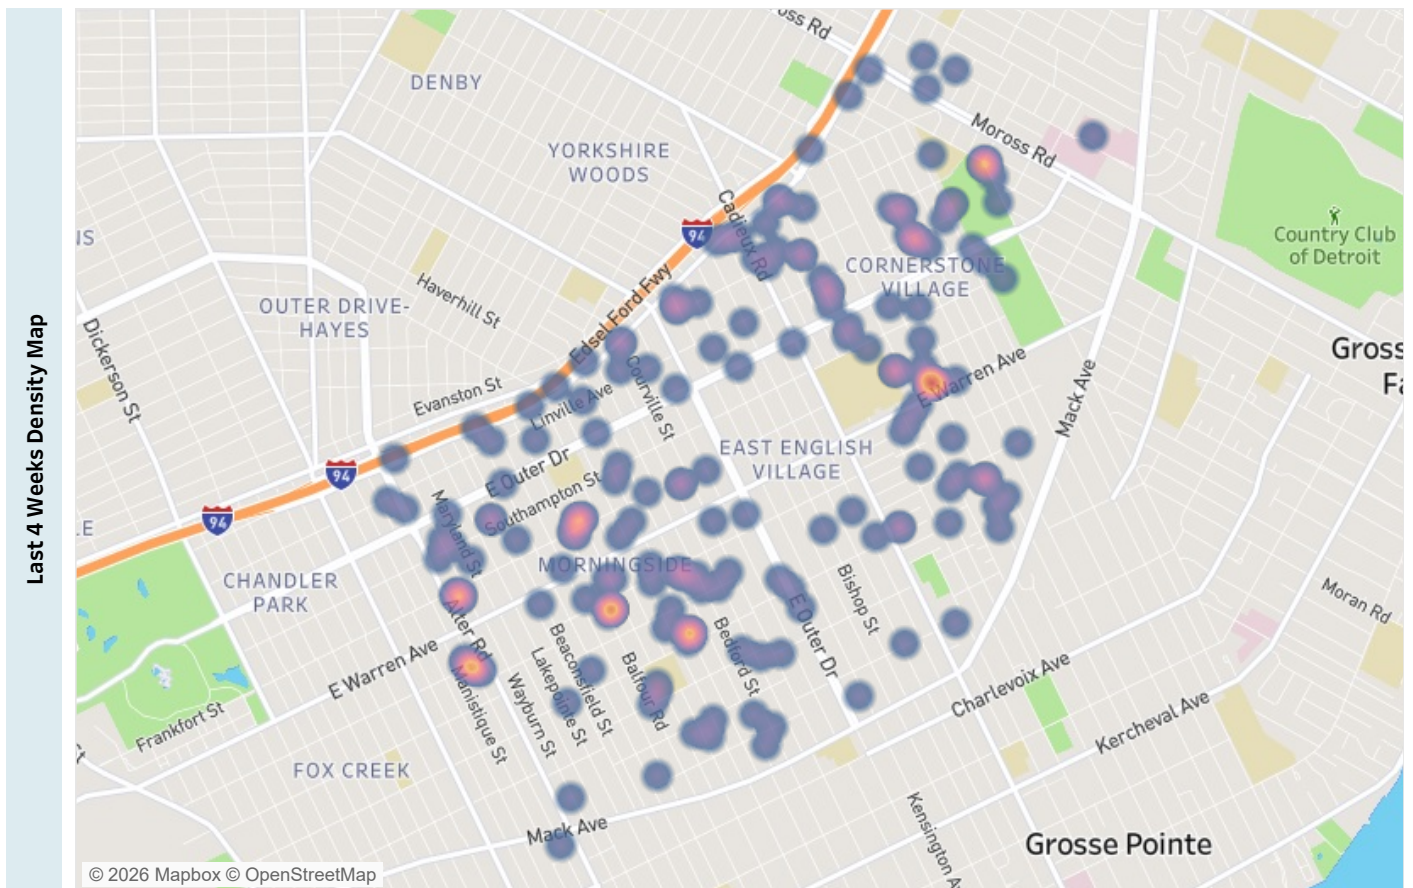 Last 4 Weeks Density Map
oss Rd
DENBY
Moross Rd
YORKSHIRE
WOODS
Cadieux Rd
NS
94
Country Club
of Detroit
CORNERSTONE
VILLAGE
Haverhill St
OUTER DRIVE-
HAYES
Edsel Ford Fwy
Dickerson St
Gross
Fa
E Warren Ave
Mack Ave
Courville St
Evanston St
Linville Ave
EAST ENGLISH
VILLAGE
E Outer Dr
94
Southampton St
Maryland St
94
LE
MORNINGSIDE
CHANDLER
PARK
Bishop St
Moran Rd
Alter Rd
E Outer Dr
Bedford St
Beaconsfield St
E Warren Ave
Lakepointe St
Balfour Rd
Wayburn St
Manistique St
Charlevoix Ave
Kercheval Ave
Frankfort St
St
FOX CREEK
Kensington A
Mack Ave
Grosse Pointe
© 2026 Mapbox © OpenStreetMap